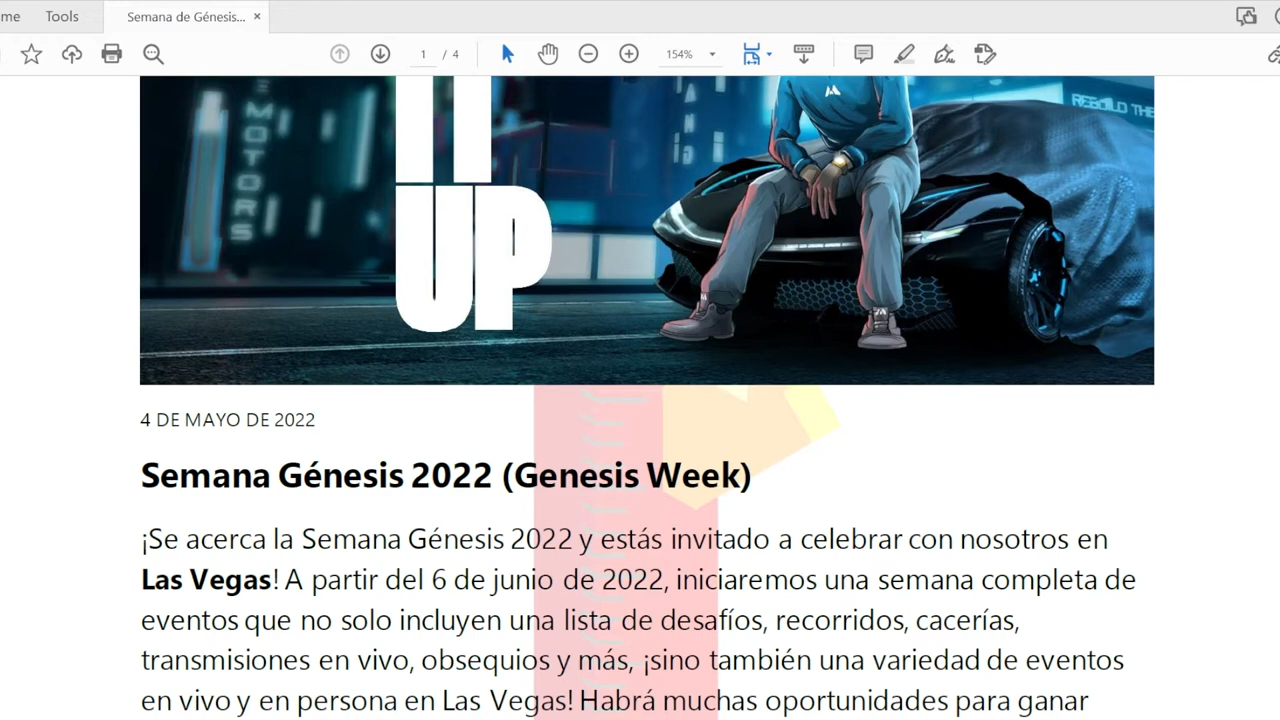 me Tools Semana de Génesis... ×
1 / 4 154%
MOTORS
REBUILD THE
UP
4 DE MAYO DE 2022
Semana Génesis 2022 (Genesis Week)
¡Se acerca la Semana Génesis 2022 y estás invitado a celebrar con nosotros en
Las Vegas! A partir del 6 de junio de 2022, iniciaremos una semana completa de
eventos que no solo incluyen una lista de desafíos, recorridos, cacerías,
transmisiones en vivo, obsequios y más, ¡sino también una variedad de eventos
en vivo y en persona en Las Vegas! Habrá muchas oportunidades para ganar